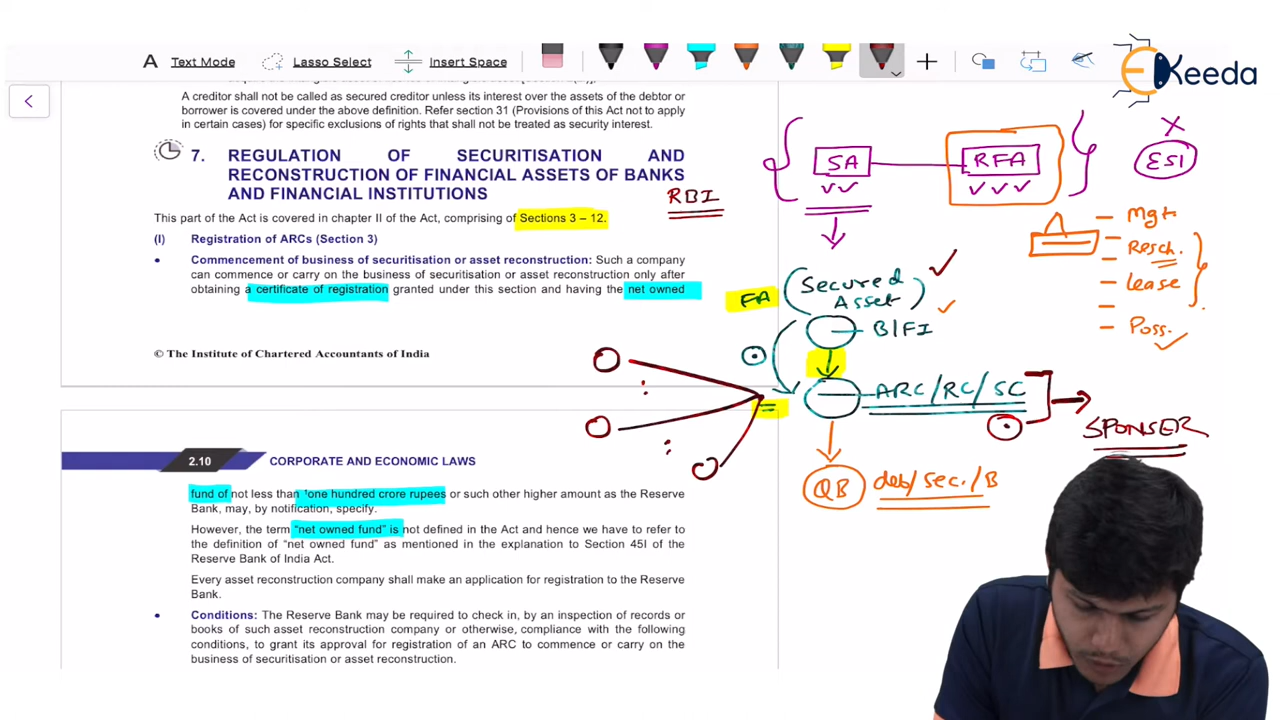 A Text Mode Lasso Select Insert Space
Keeda
A creditor shall not be called as secured creditor unless its interest over the assets of the debtor or
borrower is covered under the above definition. Refer section 31 (Provisions of this Act not to apply
in certain cases) for specific exclusions of rights that shall not be treated as security interest.
7. REGULATION OF SECURITISATION AND
RECONSTRUCTION OF FINANCIAL ASSETS OF BANKS
AND FINANCIAL INSTITUTIONS
RBI
This part of the Act is covered in chapter II of the Act, comprising of Sections 3 – 12.
(I) Registration of ARCs (Section 3)
• Commencement of business of securitisation or asset reconstruction: Such a company
can commence or carry on the business of securitisation or asset reconstruction only after
obtaining a certificate of registration granted under this section and having the net owned
© The Institute of Chartered Accountants of India
2.10 CORPORATE AND ECONOMIC LAWS
fund of not less than one hundred crore rupees or such other higher amount as the Reserve
Bank, may, by notification, specify.
However, the term "net owned fund" is not defined in the Act and hence we have to refer to
the definition of "net owned fund" as mentioned in the explanation to Section 45I of the
Reserve Bank of India Act.
Every asset reconstruction company shall make an application for registration to the Reserve
Bank.
• Conditions: The Reserve Bank may be required to check in, by an inspection of records or
books of such asset reconstruction company or otherwise, compliance with the following
conditions, to grant its approval for registration of an ARC to commence or carry on the
business of securitisation or asset reconstruction.
SA RFA ESI
Mgt.
Resch.
Lease
Poss.
FA (Secured
Asset)
B/FI
ARC/RC/SC
SPONSER
QB deb/sec./B